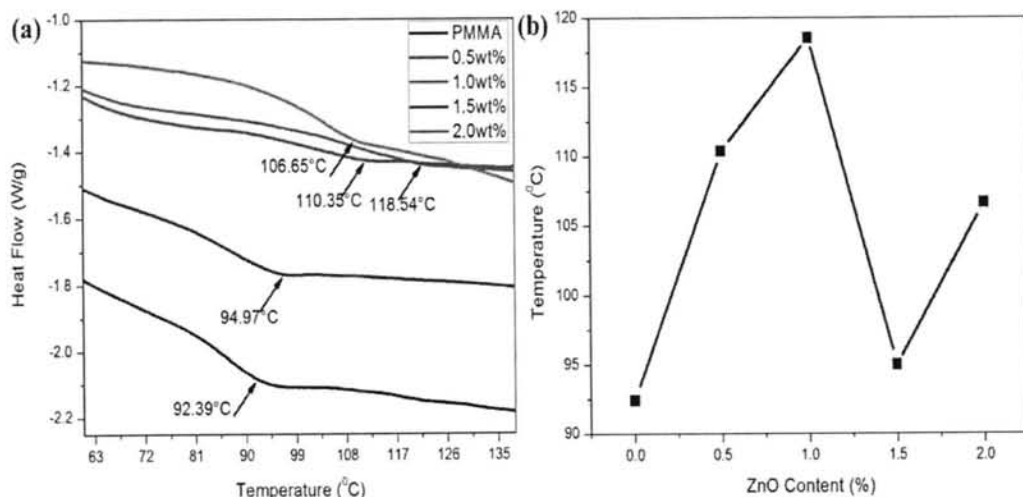 (a)
-1.0
-1.2
-1.4
-1.6
-1.8
-2.0
-2.2
Heat Flow (W/g)
PMMA
0.5wt%
1.0wt%
1.5wt%
2.0wt%
106.65°C
110.35°C
118.54°C
94.97°C
92.39°C
63 72 81 90 99 108 117 126 135
Temperature (⁰C)
(b)
120
115
110
105
100
95
90
Temperature (⁰C)
0.0 0.5 1.0 1.5 2.0
ZnO Content (%)